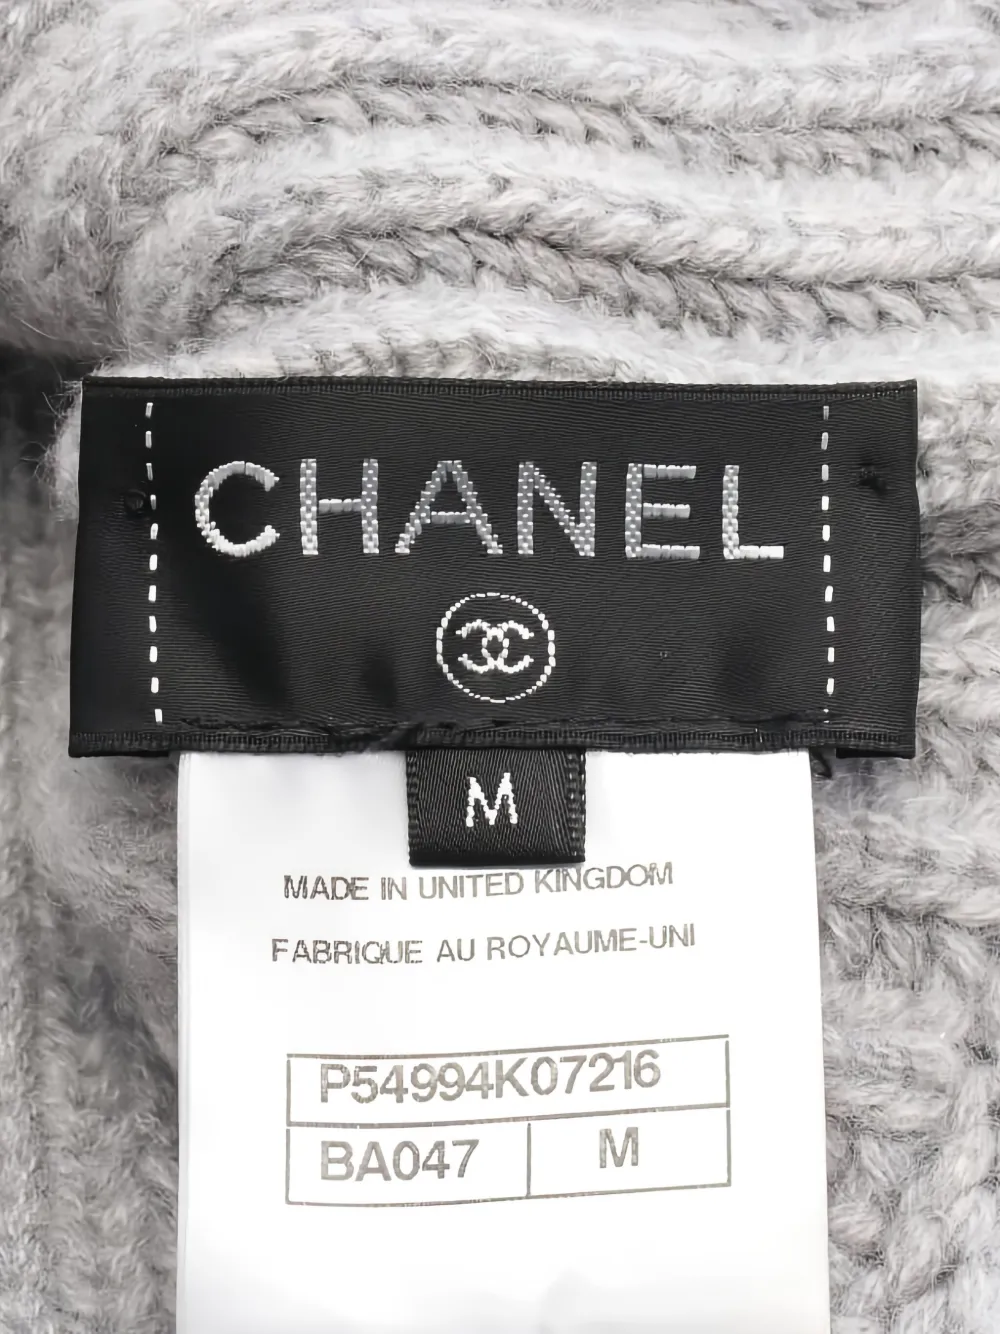 CHANEL
M
MADE IN UNITED KINGDOM
FABRIQUE AU ROYAUME-UNI
P54994K07216
BA047 M